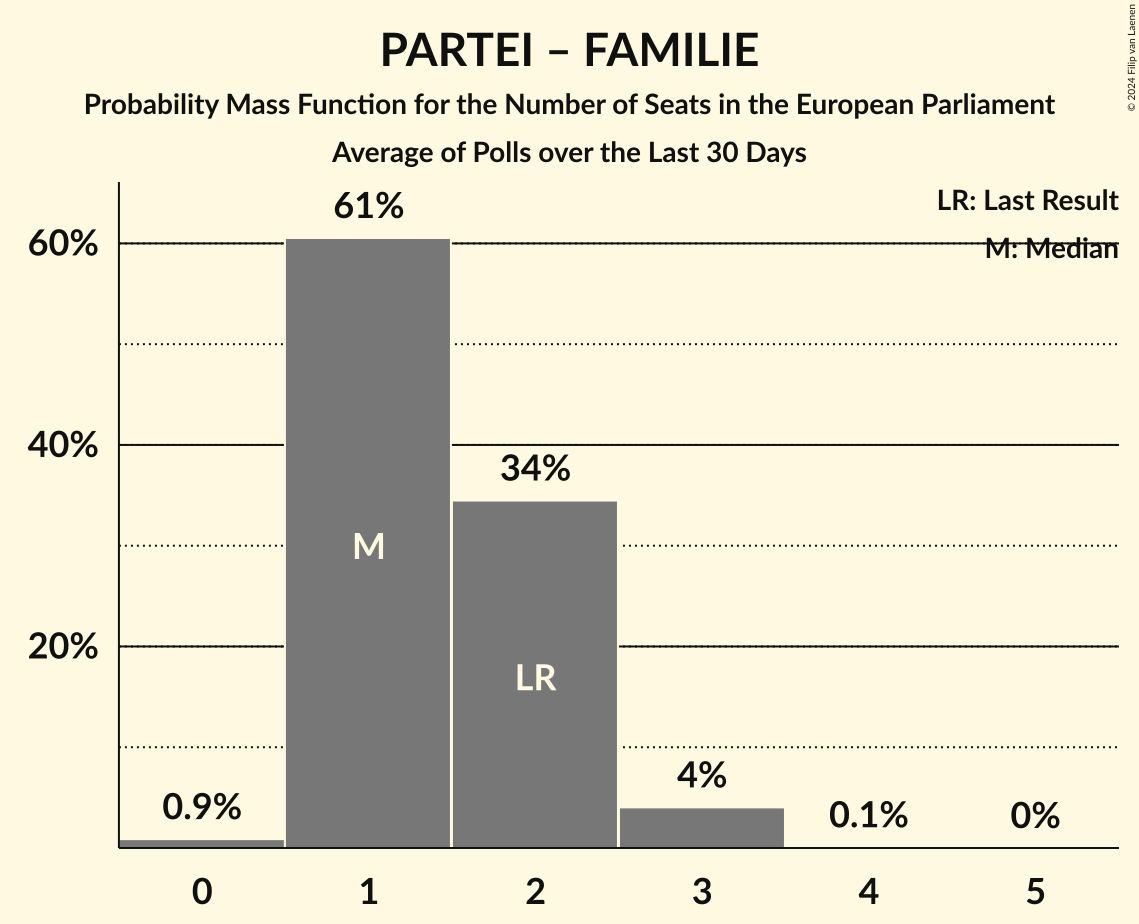 PARTEI – FAMILIE
Probability Mass Function for the Number of Seats in the European Parliament
Average of Polls over the Last 30 Days
© 2024 Filip van Laenen
LR: Last Result
M: Median
61%
60%
40%
34%
M
20%
LR
4%
0.9%
0.1%
0%
0 1 2 3 4 5